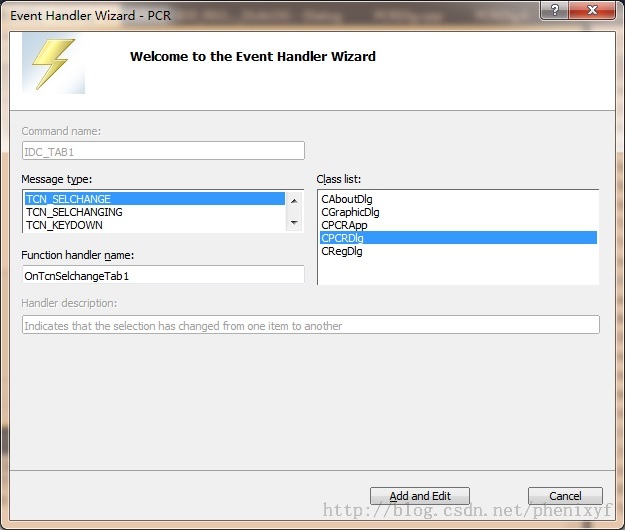 Event Handler Wizard - PCR
Welcome to the Event Handler Wizard
Command name:
IDC_TAB1
Message type:
TCN_SELCHANGE
TCN_SELCHANGING
TCN_KEYDOWN
Class list:
CAboutDlg
CGraphicDlg
CPCRApp
CPCRDlg
CRegDlg
Function handler name:
OnTcnSelchangeTab1
Handler description:
Indicates that the selection has changed from one item to another
Add and Edit
Cancel
http://blog.csdn.net/phenixyf